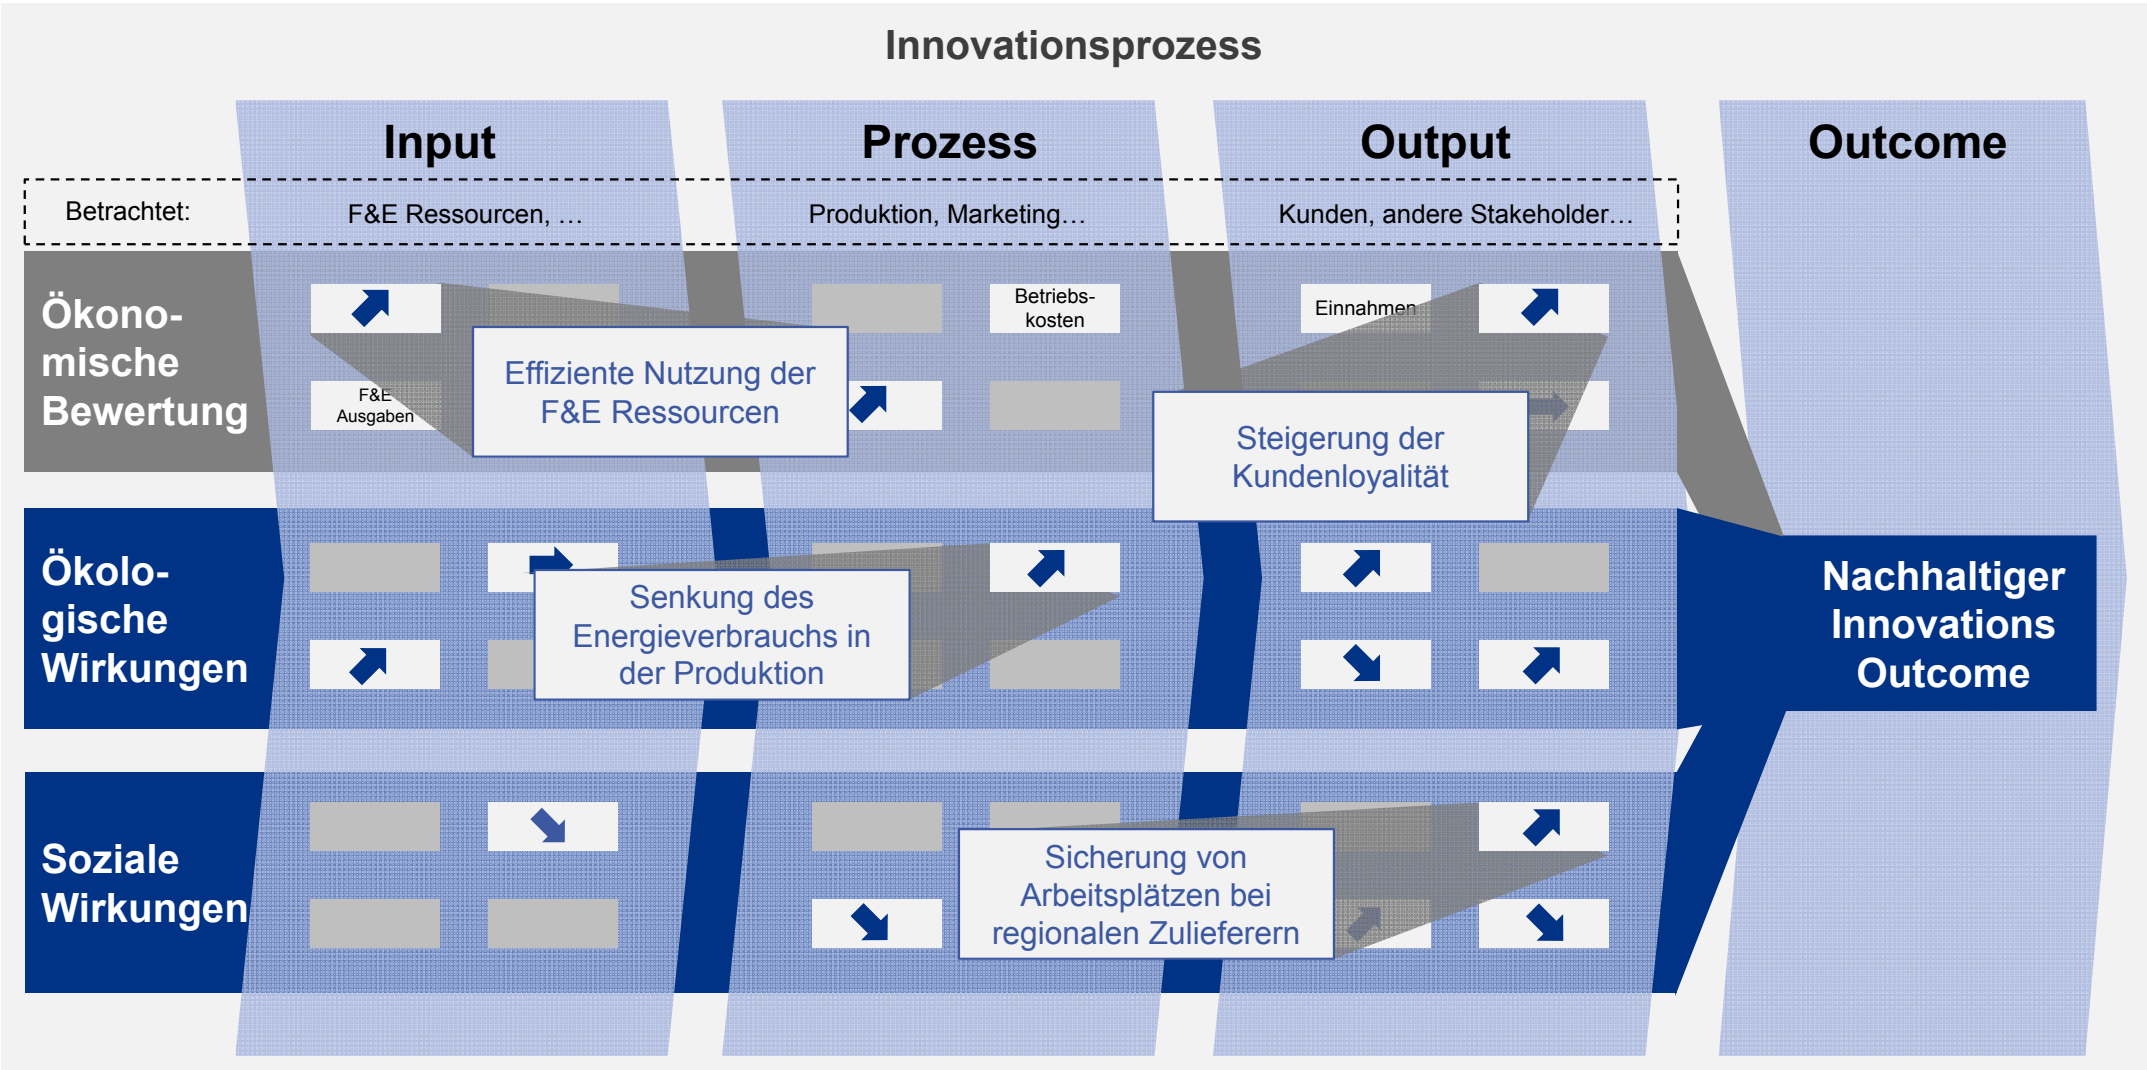 Innovationsprozess
Input
Prozess
Output
Outcome
Betrachtet:
F&E Ressourcen, …
Produktion, Marketing…
Kunden, andere Stakeholder…
Ökono-
mische
Bewertung
F&E
Ausgaben
Effiziente Nutzung der
F&E Ressourcen
Betriebs-
kosten
Einnahmen
Steigerung der
Kundenloyalität
Ökolo-
gische
Wirkungen
Senkung des
Energieverbrauchs in
der Produktion
Nachhaltiger
Innovations
Outcome
Soziale
Wirkungen
Sicherung von
Arbeitsplätzen bei
regionalen Zulieferern